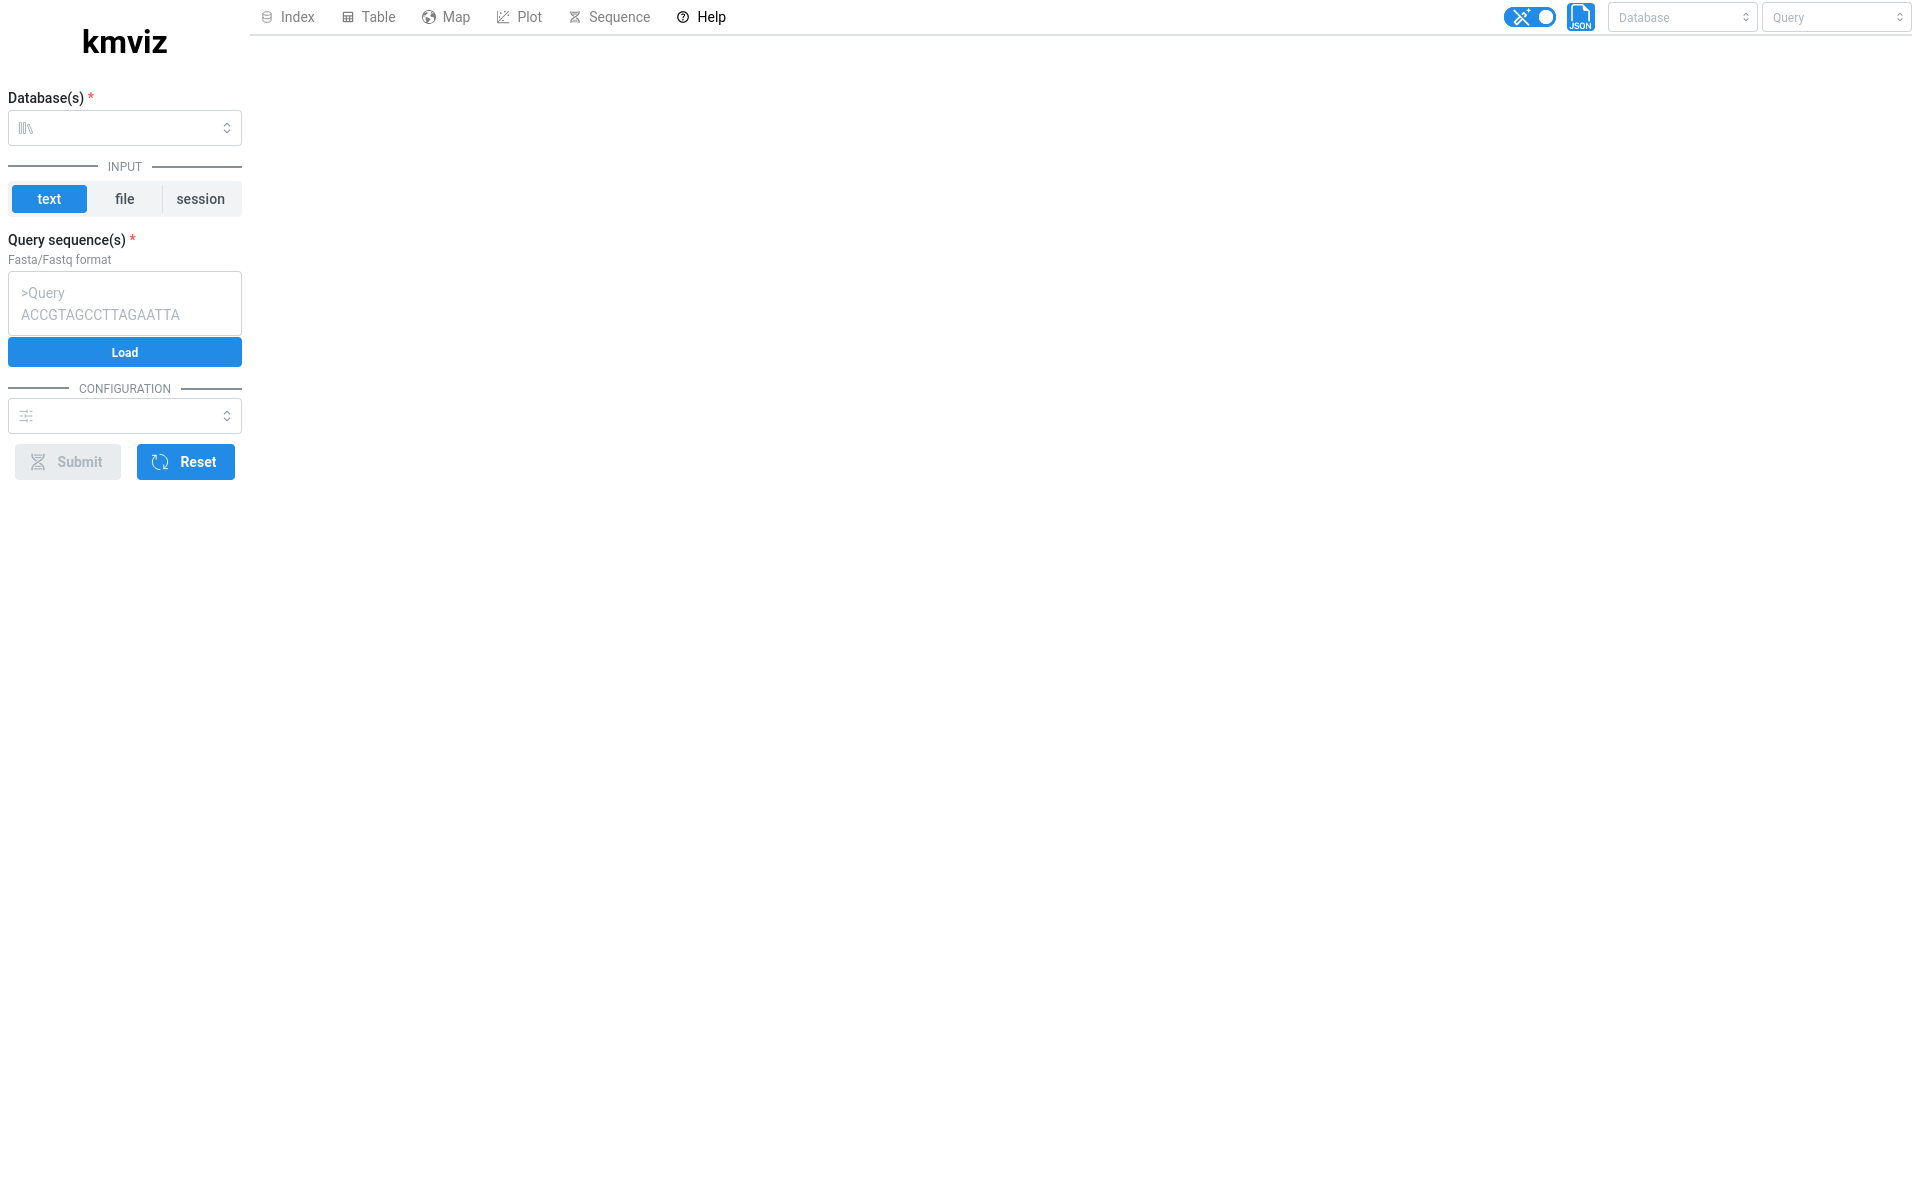 kmviz
Index Table Map Plot Sequence Help
JSON
Database Query
Database(s) *
INPUT
text file session
Query sequence(s) *
Fasta/Fastq format
>Query
ACCGTAGCCTTAGAATTA
Load
CONFIGURATION
Submit Reset